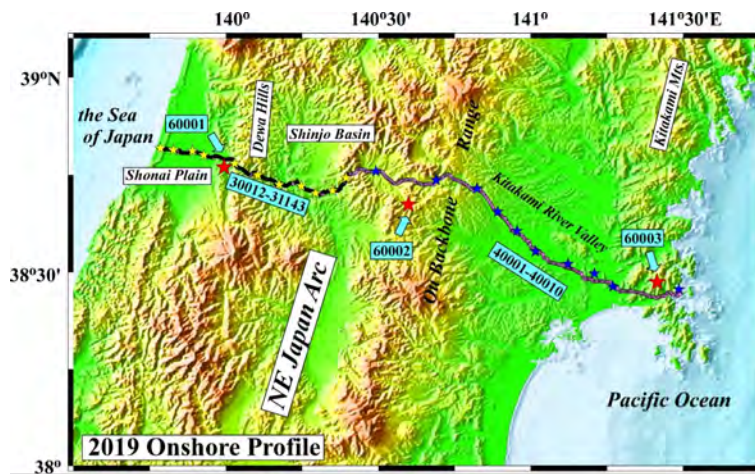 140° 140°30' 141° 141°30'E
39°N
38°30'
38°
the Sea
of Japan
60001
Dewa Hills
Shinjo Basin
Range
Kitakami Mts.
Shonai Plain
30012-31143
60002
On Backbone
Kitakami River Valley
40001-40010
60003
NE Japan Arc
Pacific Ocean
2019 Onshore Profile